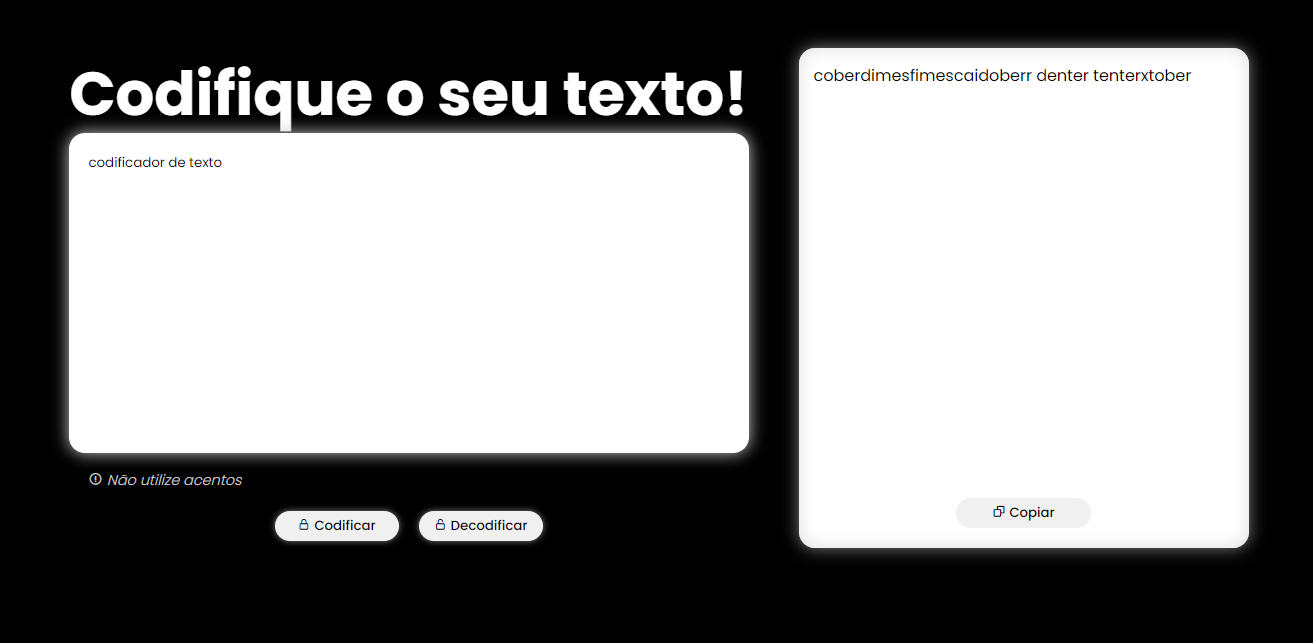 Codifique o seu texto!
codificador de texto
Não utilize acentos
Codificar
Decodificar
coberdimesfimescaidoberr denter tenterxtober
Copiar